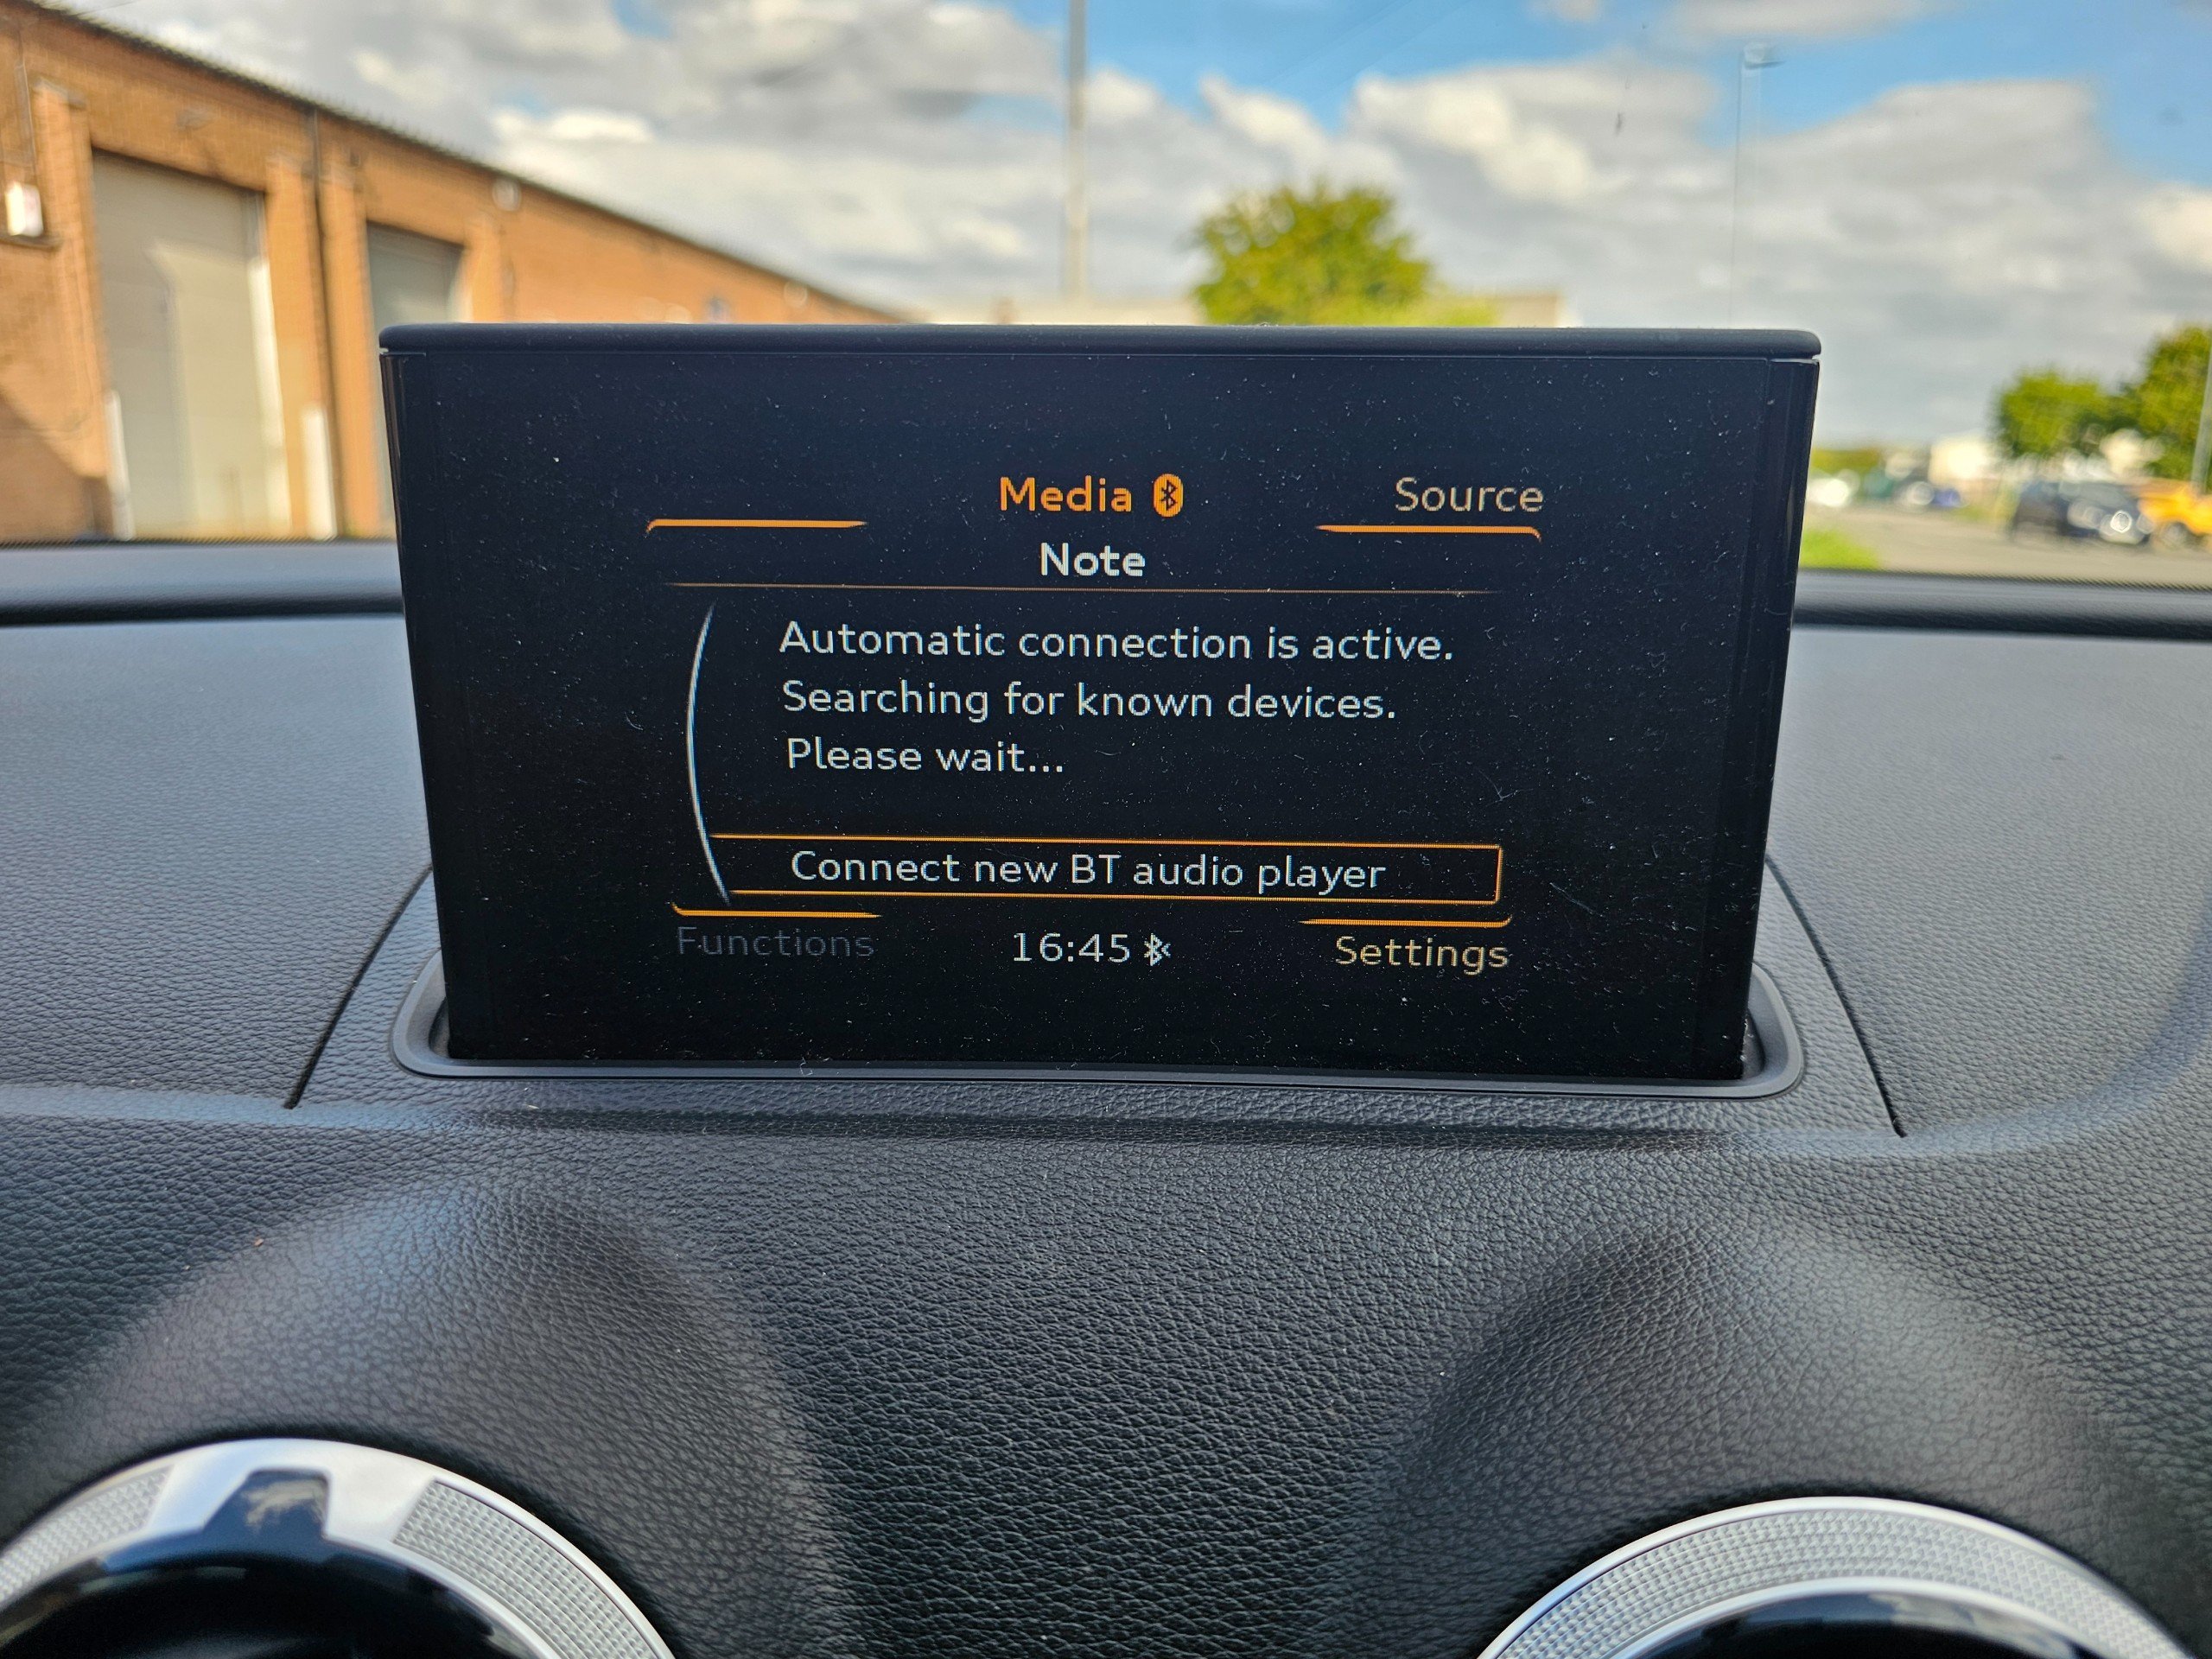 Media
Source
Note
Automatic connection is active.
Searching for known devices.
Please wait...
Connect new BT audio player
Functions
16:45
Settings